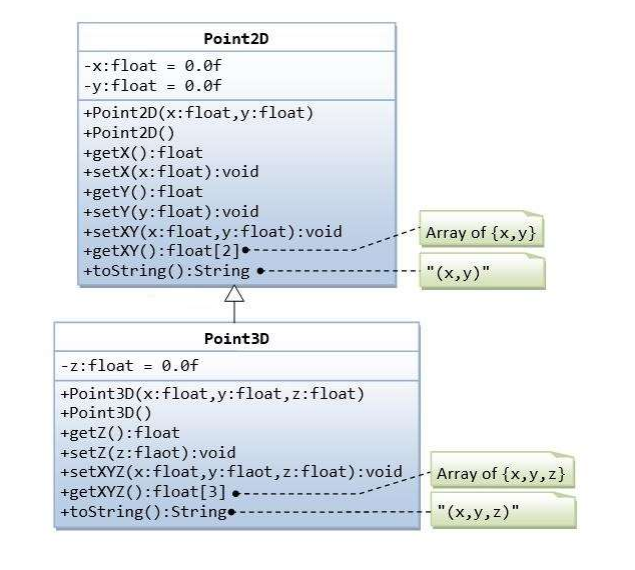 Point2D
-x:float = 0.0f
-y:float = 0.0f
+Point2D(x:float,y:float)
+Point2D()
+getX():float
+setX(x:float):void
+getY():float
+setY(y:float):void
+setXY(x:float,y:float):void
+getXY():float[2]
Array of {x,y}
+toString():String
"(x,y)"
Point3D
-z:float = 0.0f
+Point3D(x:float,y:float,z:float)
+Point3D()
+getZ():float
+setZ(z:flaot):void
+setXYZ(x:float,y:flaot,z:float):void
+getXYZ():float[3]
Array of {x,y,z}
+toString():String
"(x,y,z)"